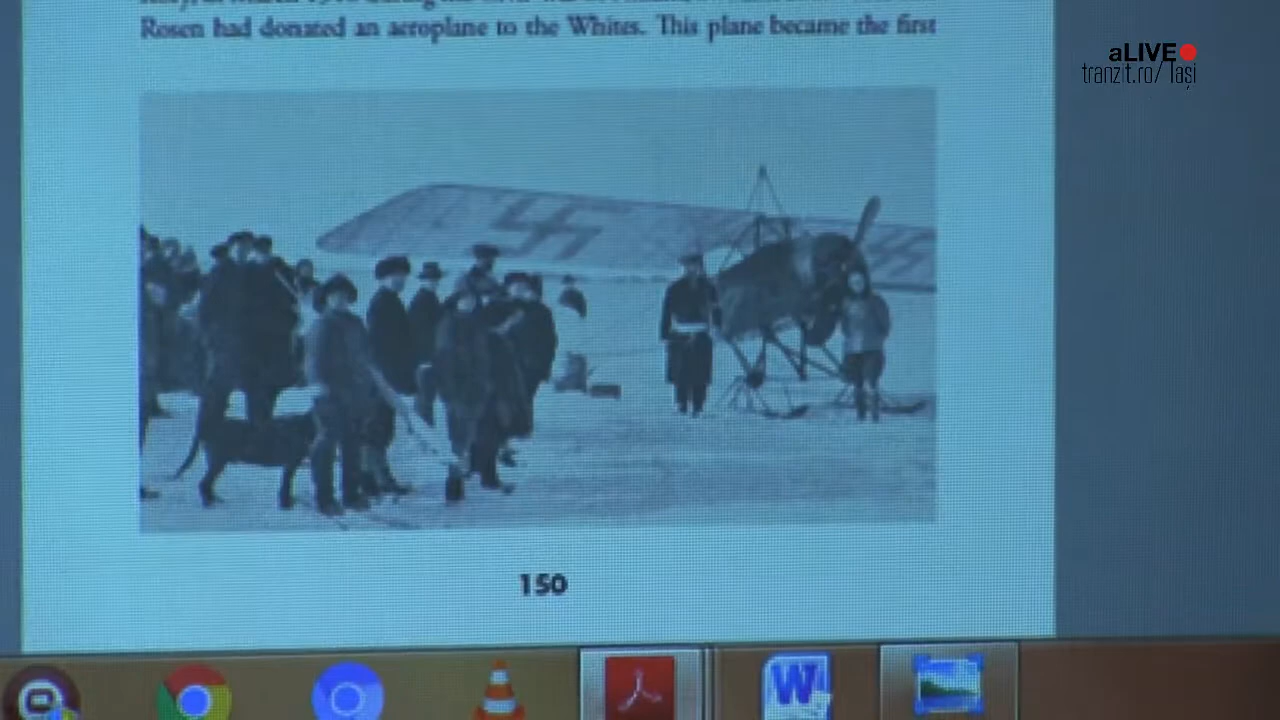 Rosen had donated an aeroplane to the Whites. This plane became the first
aLIVE
tranzit.ro/ Iași
150
W